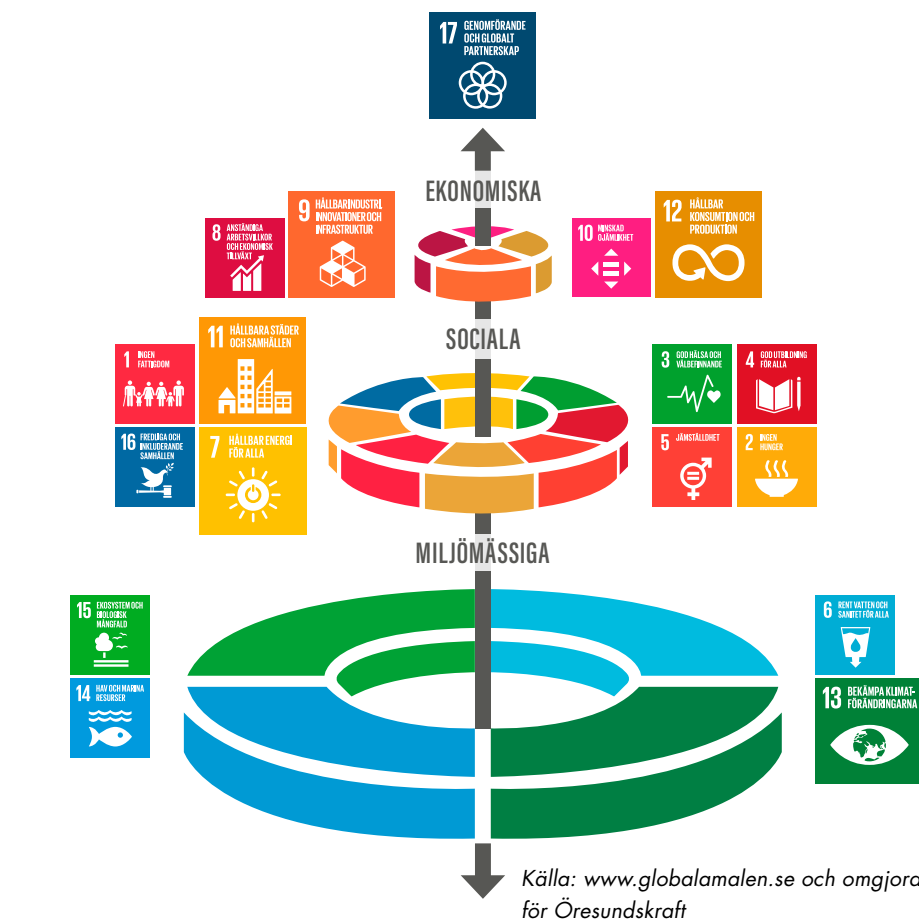 17 GENOMFÖRANDE
OCH GLOBALT
PARTNERSKAP
EKONOMISKA
8 ANSTÄNDIGA
ARBETSVILLKOR
OCH EKONOMISK
TILLVÄXT
9 HÅLLBAR INDUSTRI,
INNOVATIONER OCH
INFRASTRUKTUR
10 MINSKAD
OJÄMLIKHET
12 HÅLLBAR
KONSUMTION OCH
PRODUKTION
SOCIALA
1 INGEN
FATTIGDOM
11 HÅLLBARA STÄDER
OCH SAMHÄLLEN
3 GOD HÄLSA OCH
VÄLBEFINNANDE
4 GOD UTBILDNING
FÖR ALLA
16 FREDLIGA OCH
INKLUDERANDE
SAMHÄLLEN
7 HÅLLBAR ENERGI
FÖR ALLA
5 JÄMSTÄLLDHET
2 INGEN
HUNGER
MILJÖMÄSSIGA
15 EKOSYSTEM OCH
BIOLOGISK
MÅNGFALD
6 RENT VATTEN OCH
SANITET FÖR ALLA
14 HAV OCH MARINA
RESURSER
13 BEKÄMPA KLIMAT-
FÖRÄNDRINGARNA
Källa: www.globalamalen.se och omgjord
för Öresundskraft